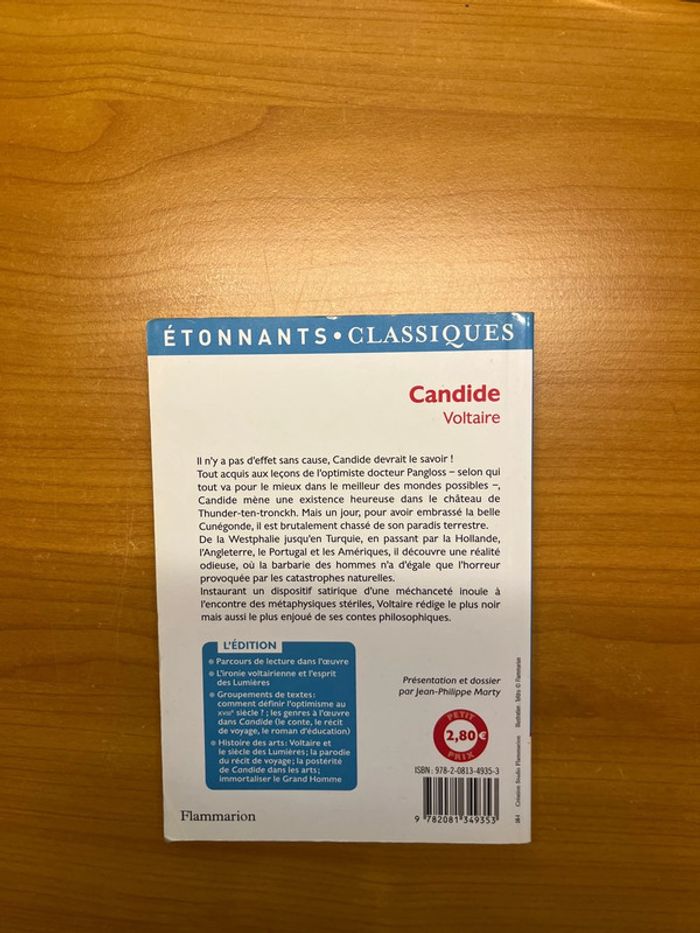 ÉTONNANTS • CLASSIQUES
Candide
Voltaire
Il n'y a pas d'effet sans cause, Candide devrait le savoir !
Tout acquis aux leçons de l'optimiste docteur Pangloss – selon qui
tout va pour le mieux dans le meilleur des mondes possibles –,
Candide mène une existence heureuse dans le château de
Thunder-ten-tronckh. Mais un jour, pour avoir embrassé la belle
Cunégonde, il est brutalement chassé de son paradis terrestre.
De la Westphalie jusqu'en Turquie, en passant par la Hollande,
l'Angleterre, le Portugal et les Amériques, il découvre une réalité
odieuse, où la barbarie des hommes n'a d'égale que l'horreur
provoquée par les catastrophes naturelles.
Instaurant un dispositif satirique d'une méchanceté inouïe à
l'encontre des métaphysiques stériles, Voltaire rédige le plus noir
mais aussi le plus enjoué de ses contes philosophiques.
L'ÉDITION
• Parcours de lecture dans l'œuvre
• L'ironie voltairienne et l'esprit
des Lumières
• Groupements de textes :
comment définir l'optimisme au
XVIIIe siècle ? ; les genres à l'œuvre
dans Candide (le conte, le récit
de voyage, le roman d'éducation)
• Histoire des arts : Voltaire et
le siècle des Lumières ; la parodie
du récit de voyage ; la postérité
de Candide dans les arts ;
immortaliser le Grand Homme
Présentation et dossier
par Jean-Philippe Marty
PETIT
2,80 €
PRIX
ISBN : 978-2-0813-4935-3
9 782081 349353
Flammarion
Création Studio Flammarion
© Flammarion